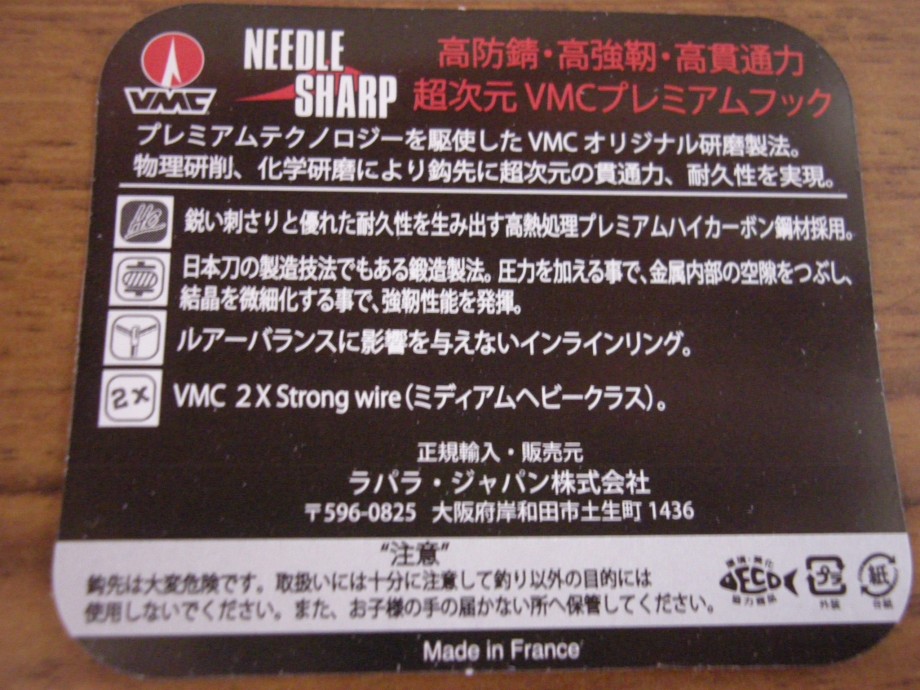 VMC
NEEDLE
SHARP
高防錆・高強靭・高貫通力
超次元 VMCプレミアムフック
プレミアムテクノロジーを駆使した VMC オリジナル研磨製法。
物理研削、化学研磨により鈎先に超次元の貫通力、耐久性を実現。
Hc
鋭い刺さりと優れた耐久性を生み出す高熱処理プレミアムハイカーボン鋼材採用。
日本刀の製造技法でもある鍛造製法。圧力を加える事で、金属内部の空隙をつぶし、
結晶を微細化する事で、強靭性能を発揮。
ルアーバランスに影響を与えないインラインリング。
2X
VMC 2X Strong wire（ミディアムヘビークラス）。
正規輸入・販売元
ラパラ・ジャパン株式会社
〒596-0825 大阪府岸和田市土生町 1436
“注意”
鈎先は大変危険です。取扱いには十分に注意して釣り以外の目的には
使用しないでください。また、お子様の手の届かない所へ保管してください。
環境・美化
ECO
協力商品
プラ
外装
紙
台紙
Made in France